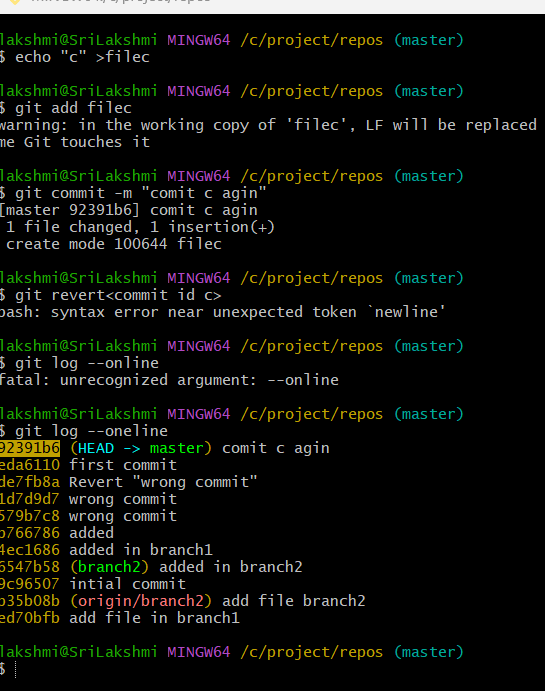 lakshmi@SriLakshmi MINGW64 /c/project/repos (master)
$ echo "c" >filec
lakshmi@SriLakshmi MINGW64 /c/project/repos (master)
$ git add filec
warning: in the working copy of 'filec', LF will be replaced
me Git touches it
lakshmi@SriLakshmi MINGW64 /c/project/repos (master)
$ git commit -m "comit c agin"
[master 92391b6] comit c agin
1 file changed, 1 insertion(+)
create mode 100644 filec
lakshmi@SriLakshmi MINGW64 /c/project/repos (master)
$ git revert<commit id c>
bash: syntax error near unexpected token `newline'
lakshmi@SriLakshmi MINGW64 /c/project/repos (master)
$ git log --online
fatal: unrecognized argument: --online
lakshmi@SriLakshmi MINGW64 /c/project/repos (master)
$ git log --oneline
92391b6 (HEAD -> master) comit c agin
eda6110 first commit
de7fb8a Revert "wrong commit"
1d7d9d7 wrong commit
579b7c8 wrong commit
b766786 added
4ec1686 added in branch1
6547b58 (branch2) added in branch2
9c96507 intial commit
b35b08b (origin/branch2) add file branch2
ed70bfb add file in branch1
lakshmi@SriLakshmi MINGW64 /c/project/repos (master)
$